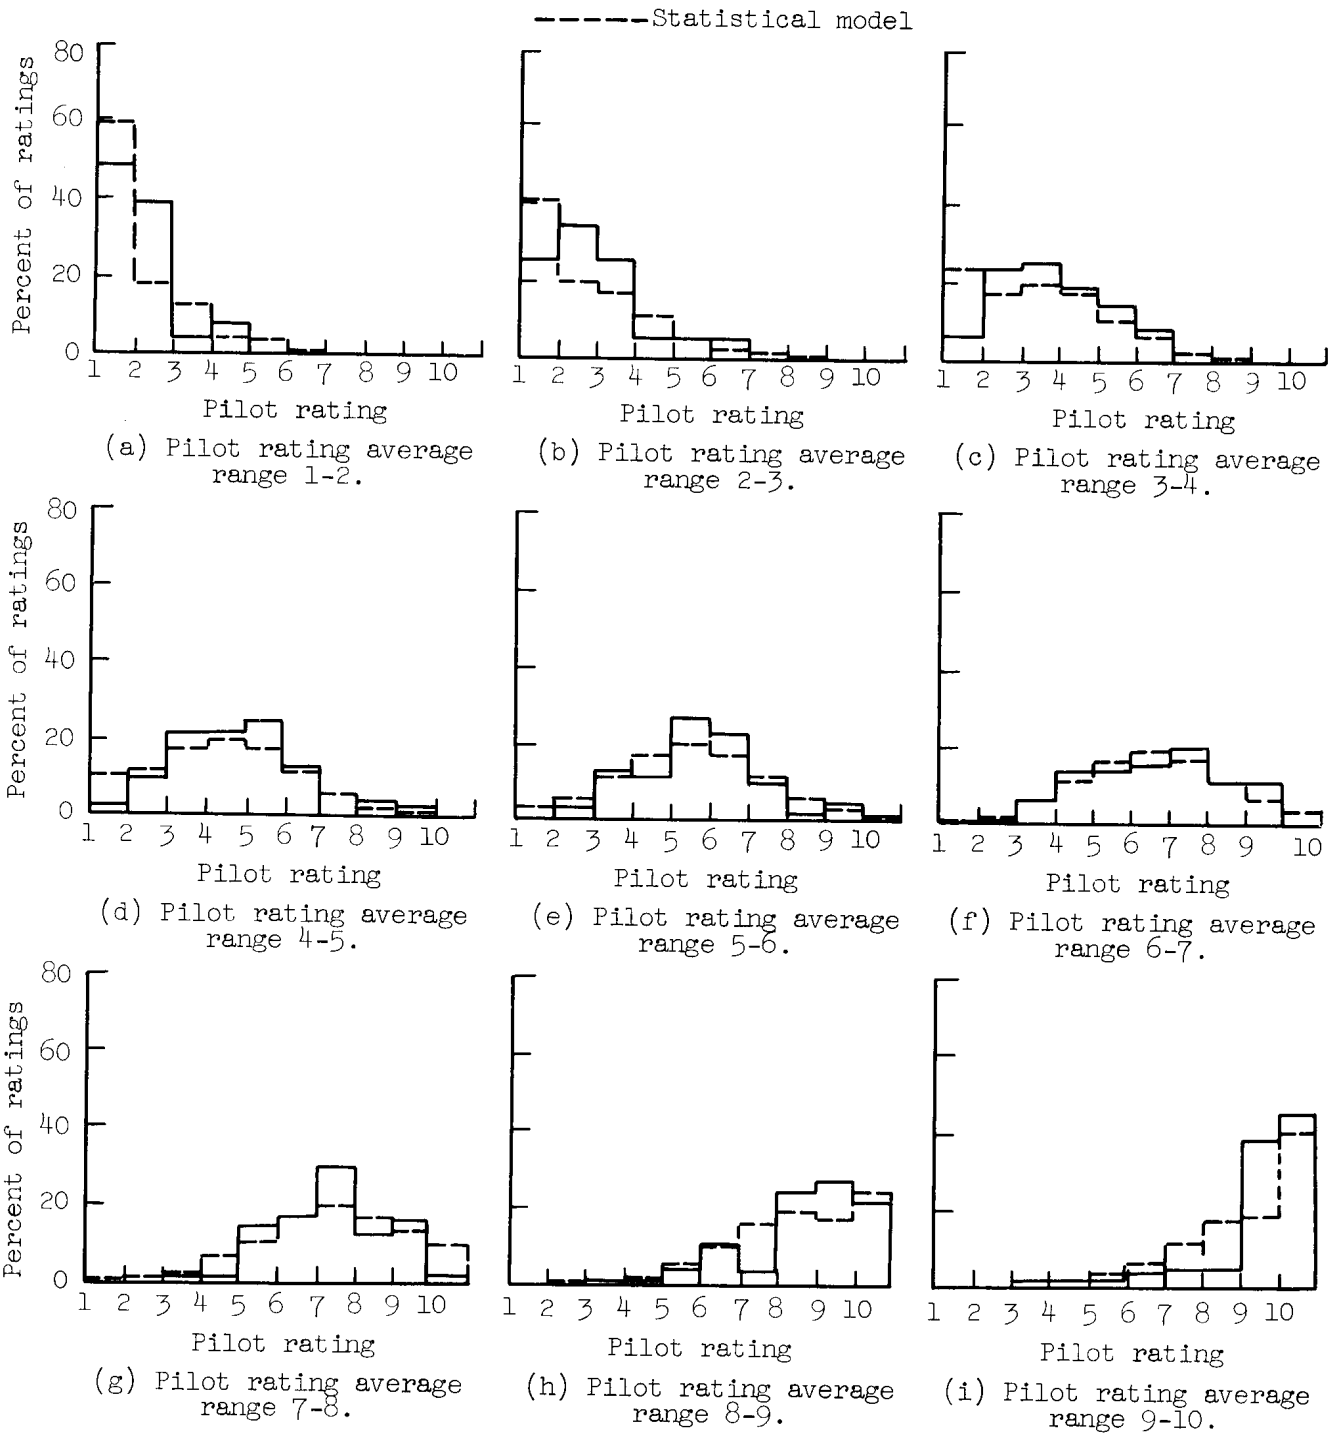 Statistical model
80
60
40
20
0
Percent of ratings
1 2 3 4 5 6 7 8 9 10
Pilot rating
(a) Pilot rating average
range 1-2.
1 2 3 4 5 6 7 8 9 10
Pilot rating
(b) Pilot rating average
range 2-3.
1 2 3 4 5 6 7 8 9 10
Pilot rating
(c) Pilot rating average
range 3-4.
80
60
40
20
0
Percent of ratings
1 2 3 4 5 6 7 8 9 10
Pilot rating
(d) Pilot rating average
range 4-5.
1 2 3 4 5 6 7 8 9 10
Pilot rating
(e) Pilot rating average
range 5-6.
1 2 3 4 5 6 7 8 9 10
Pilot rating
(f) Pilot rating average
range 6-7.
80
60
40
20
0
Percent of ratings
1 2 3 4 5 6 7 8 9 10
Pilot rating
(g) Pilot rating average
range 7-8.
1 2 3 4 5 6 7 8 9 10
Pilot rating
(h) Pilot rating average
range 8-9.
1 2 3 4 5 6 7 8 9 10
Pilot rating
(i) Pilot rating average
range 9-10.